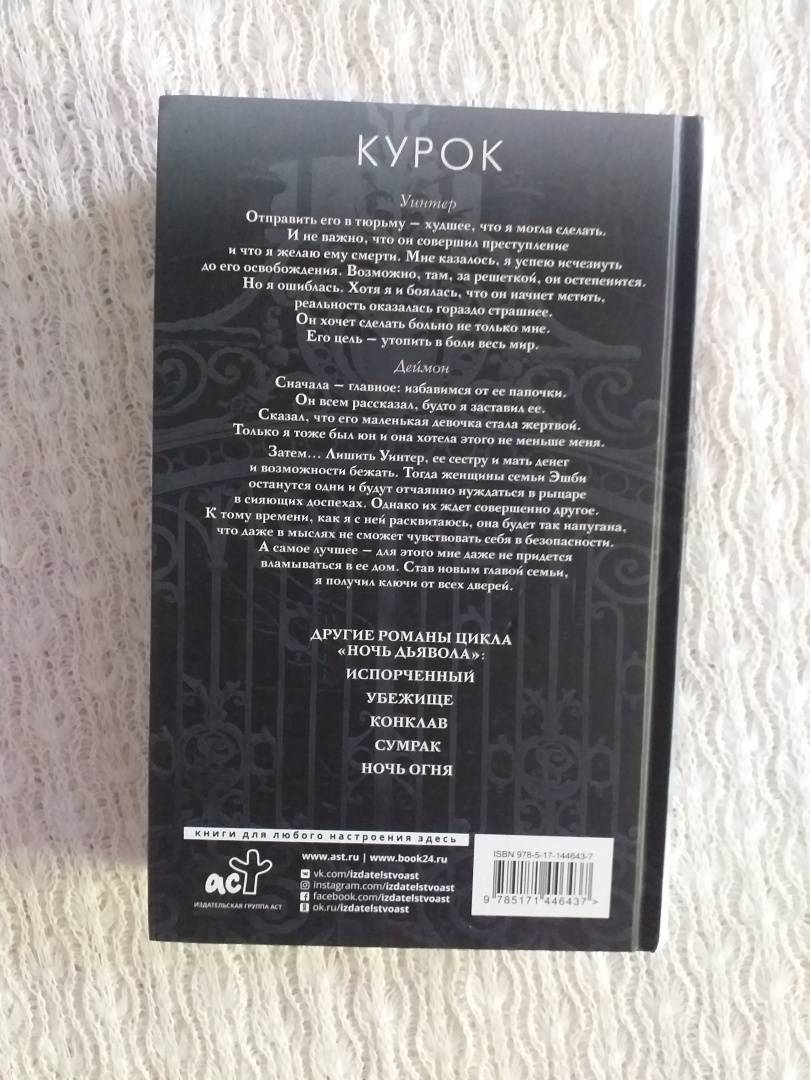 КУРОК
Уинтер
Отправить его в тюрьму – худшее, что я могла сделать.
И не важно, что он совершил преступление
и что я желаю ему смерти. Мне казалось, я успею исчезнуть
до его освобождения. Возможно, там, за решеткой, он остепенится.
Но я ошиблась. Хотя я и боялась, что он начнет мстить,
реальность оказалась гораздо страшнее.
Он хочет сделать больно не только мне.
Его цель – утопить в боли весь мир.
Деймон
Сначала – главное: избавимся от ее папочки.
Он всем рассказал, будто я заставил ее.
Сказал, что его маленькая девочка стала жертвой.
Только я тоже был юн и она хотела этого не меньше меня.
Затем... Лишить Уинтер, ее сестру и мать денег
и возможности бежать. Тогда женщины семьи Эшби
останутся одни и будут отчаянно нуждаться в рыцаре
в сияющих доспехах. Однако их ждет совершенно другое.
К тому времени, как я с ней расквитаюсь, она будет так напугана,
что даже в мыслях не сможет чувствовать себя в безопасности.
А самое лучшее – для этого мне даже не придется
вламываться в ее дом. Став новым главой семьи,
я получил ключи от всех дверей.
ДРУГИЕ РОМАНЫ ЦИКЛА
«НОЧЬ ДЬЯВОЛА»:
ИСПОРЧЕННЫЙ
УБЕЖИЩЕ
КОНКЛАВ
СУМРАК
НОЧЬ ОГНЯ
книги для любого настроения здесь
аст
ИЗДАТЕЛЬСКАЯ ГРУППА АСТ
www.ast.ru | www.book24.ru
vk.com/izdatelstvoast
instagram.com/izdatelstvoast
facebook.com/izdatelstvoast
ok.ru/izdatelstvoast
ISBN 978-5-17-144643-7
9 785171 446437 >